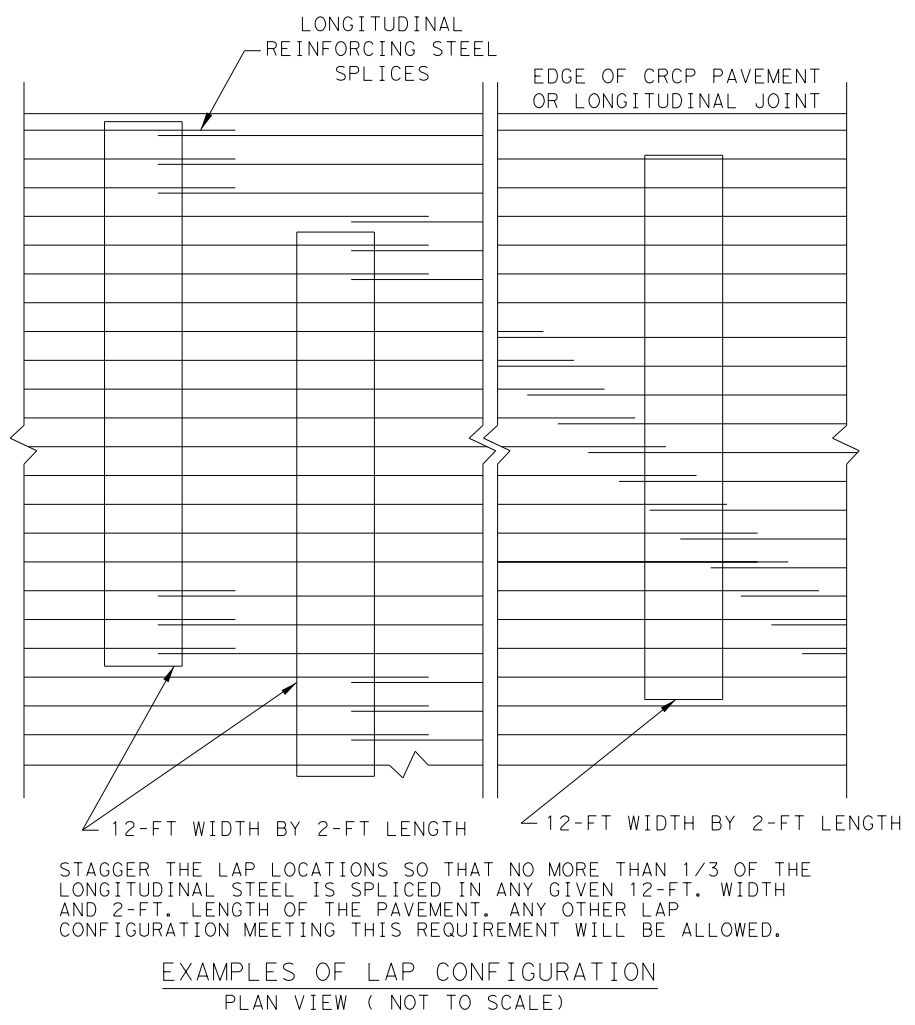 LONGITUDINAL
REINFORCING STEEL
SPLICES
EDGE OF CRCP PAVEMENT
OR LONGITUDINAL JOINT
12-FT WIDTH BY 2-FT LENGTH
12-FT WIDTH BY 2-FT LENGTH
STAGGER THE LAP LOCATIONS SO THAT NO MORE THAN 1/3 OF THE
LONGITUDINAL STEEL IS SPLICED IN ANY GIVEN 12-FT. WIDTH
AND 2-FT. LENGTH OF THE PAVEMENT. ANY OTHER LAP
CONFIGURATION MEETING THIS REQUIREMENT WILL BE ALLOWED.
EXAMPLES OF LAP CONFIGURATION
PLAN VIEW ( NOT TO SCALE)